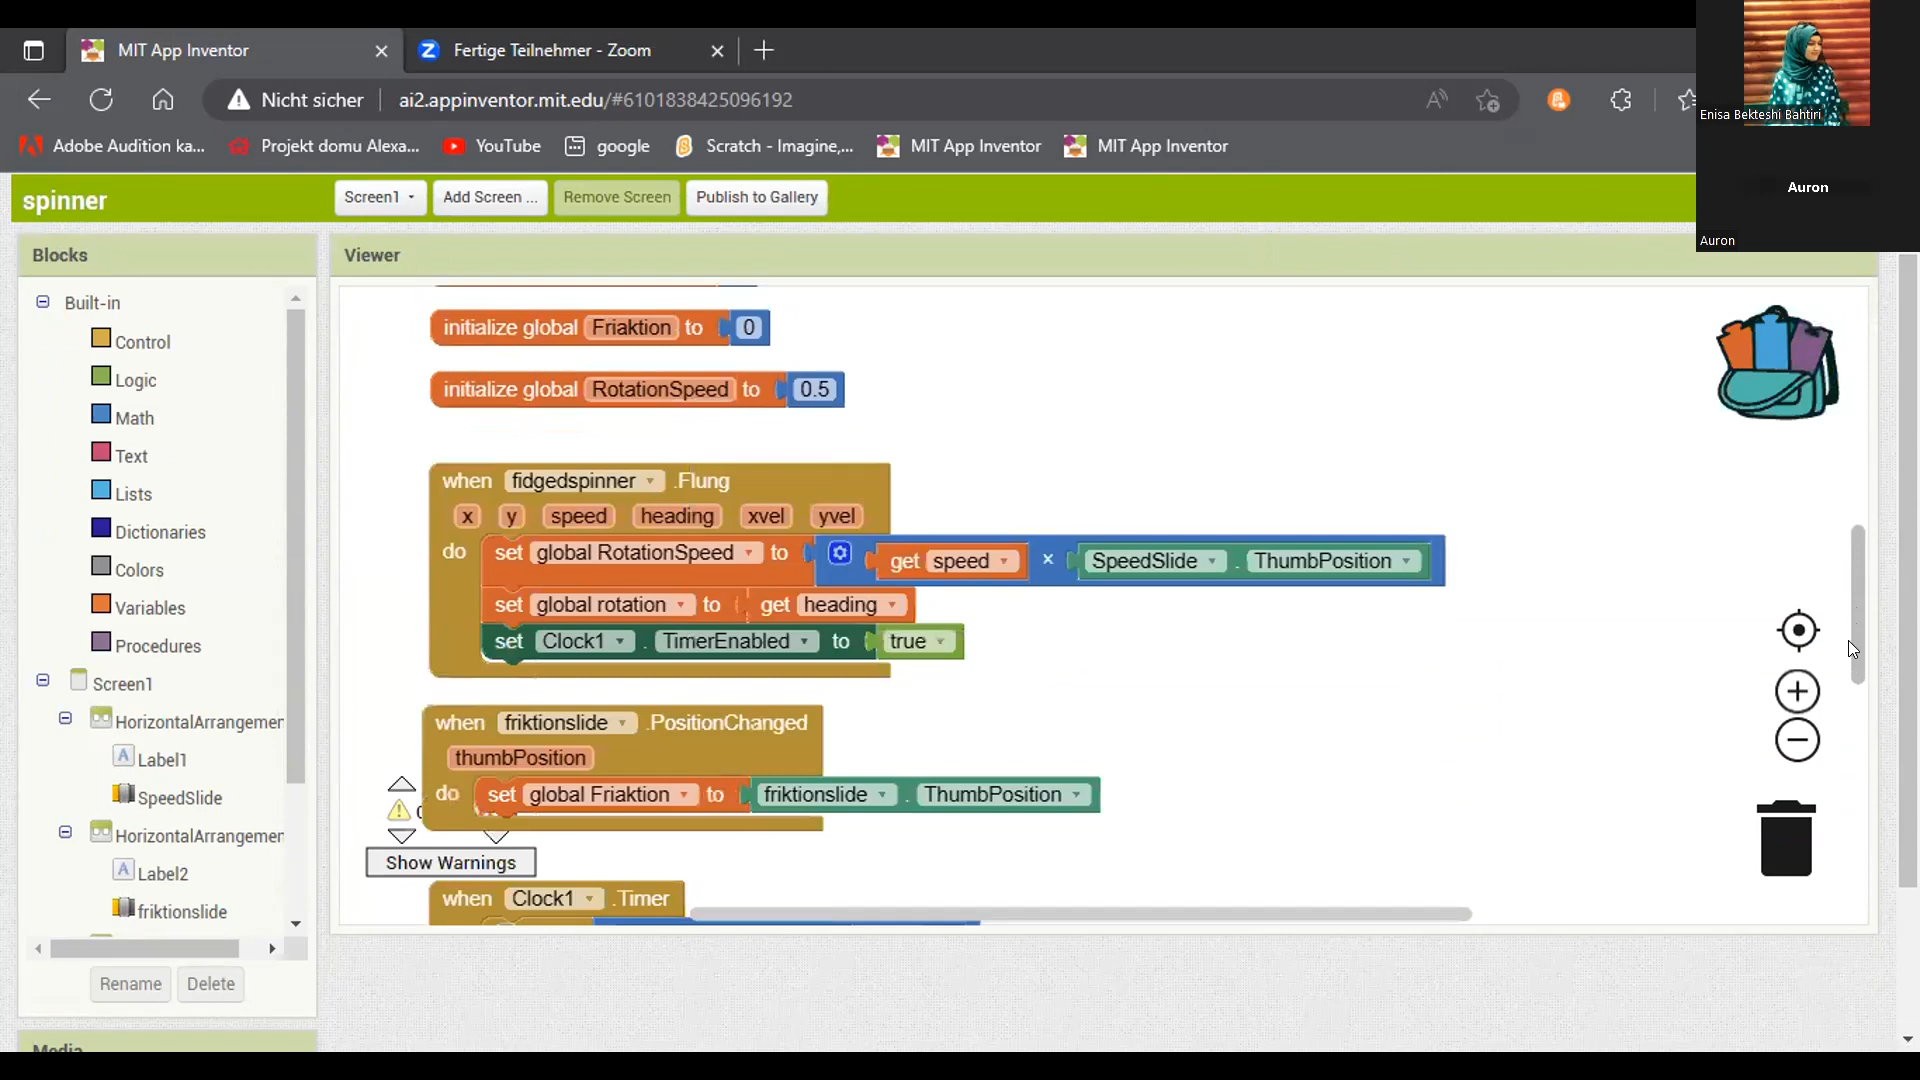 MIT App Inventor
Fertige Teilnehmer - Zoom
Nicht sicher
ai2.appinventor.mit.edu/#6101838425096192
Adobe Audition ka...
Projekt domu Alexa...
YouTube
google
Scratch - Imagine,...
MIT App Inventor
MIT App Inventor
Enisa Bekteshi Bahtiri
Auron
Auron
spinner
Screen1
Add Screen ...
Remove Screen
Publish to Gallery
Blocks
Viewer
Built-in
Control
Logic
Math
Text
Lists
Dictionaries
Colors
Variables
Procedures
Screen1
HorizontalArrangemen
Label1
SpeedSlide
HorizontalArrangemen
Label2
friktionslide
Rename
Delete
initialize global Friaktion to 0
initialize global RotationSpeed to 0.5
when fidgedspinner .Flung
x y speed heading xvel yvel
do set global RotationSpeed to get speed × SpeedSlide . ThumbPosition
set global rotation to get heading
set Clock1 . TimerEnabled to true
when friktionslide .PositionChanged
thumbPosition
do set global Friaktion to friktionslide . ThumbPosition
Show Warnings
when Clock1 .Timer